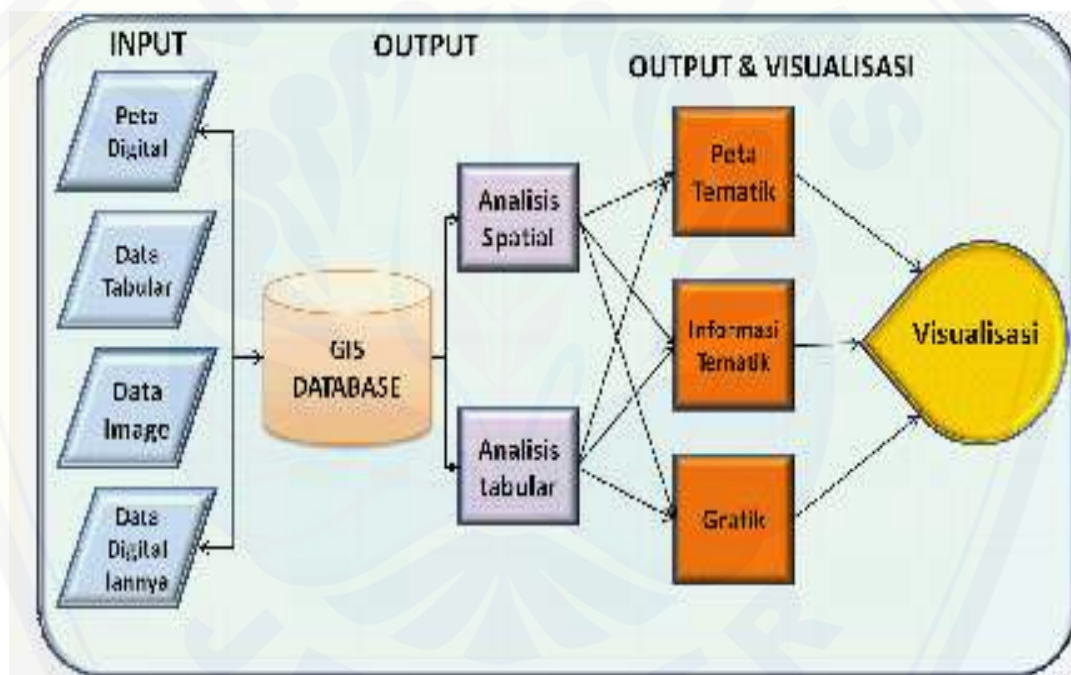 INPUT
OUTPUT
OUTPUT & VISUALISASI
Peta
Digital
Data
Tabular
Data
Image
Data
Digital
lannya
GIS
DATABASE
Analisis
Spatial
Analisis
tabular
Peta
Tematik
Informasi
Tematik
Grafik
Visualisasi